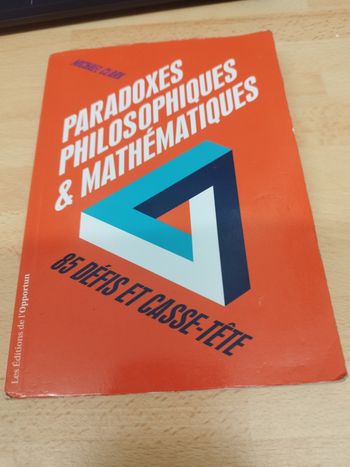 MICHAEL CLARK
PARADOXES
PHILOSOPHIQUES
& MATHÉMATIQUES
85 DÉFIS ET CASSE-TÊTE
Les Éditions de l'Opportun